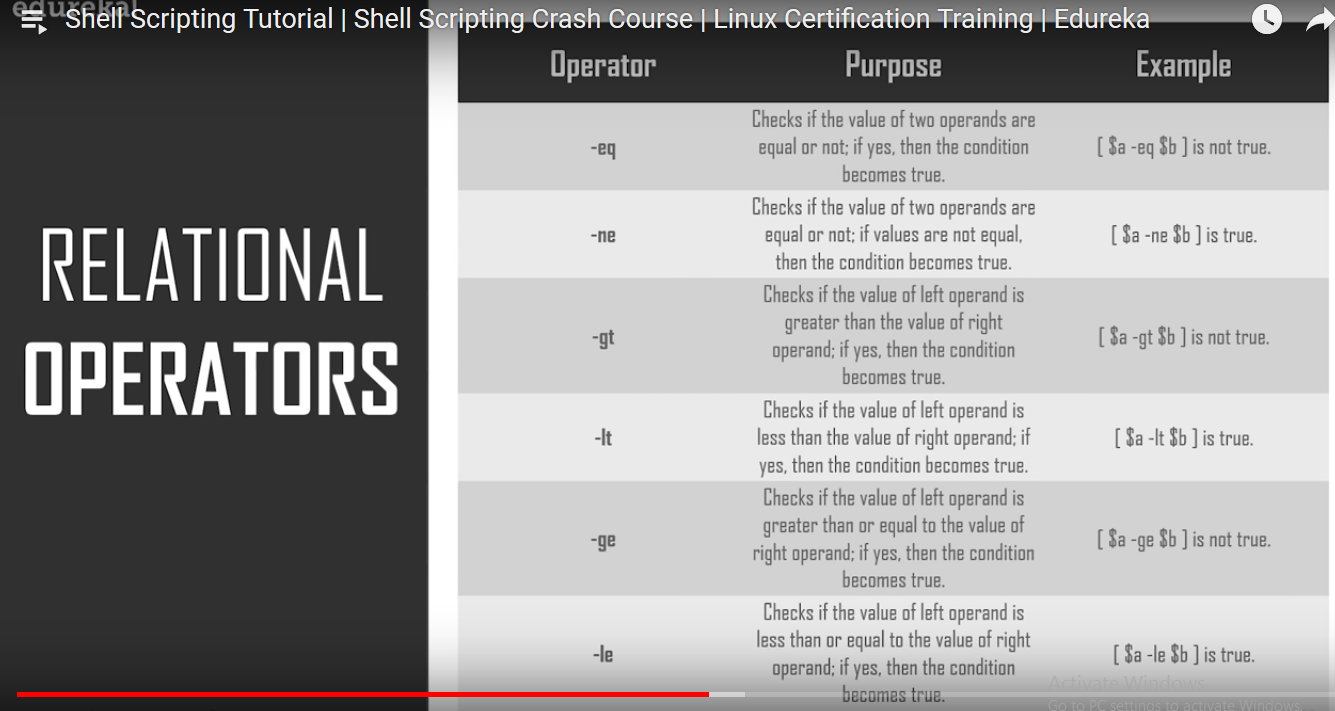 edureka!
Shell Scripting Tutorial | Shell Scripting Crash Course | Linux Certification Training | Edureka
RELATIONAL
OPERATORS
Operator Purpose Example
Checks if the value of two operands are
-eq equal or not; if yes, then the condition [ $a -eq $b ] is not true.
becomes true.
Checks if the value of two operands are
-ne equal or not; if values are not equal, [ $a -ne $b ] is true.
then the condition becomes true.
Checks if the value of left operand is
greater than the value of right
-gt operand; if yes, then the condition [ $a -gt $b ] is not true.
becomes true.
Checks if the value of left operand is
-lt less than the value of right operand; if [ $a -lt $b ] is true.
yes, then the condition becomes true.
Checks if the value of left operand is
greater than or equal to the value of
-ge right operand; if yes, then the condition [ $a -ge $b ] is not true.
becomes true.
Checks if the value of left operand is
less than or equal to the value of right
-le operand; if yes, then the condition [ $a -le $b ] is true.
becomes true.
Activate Windows
Go to PC settings to activate Windows.